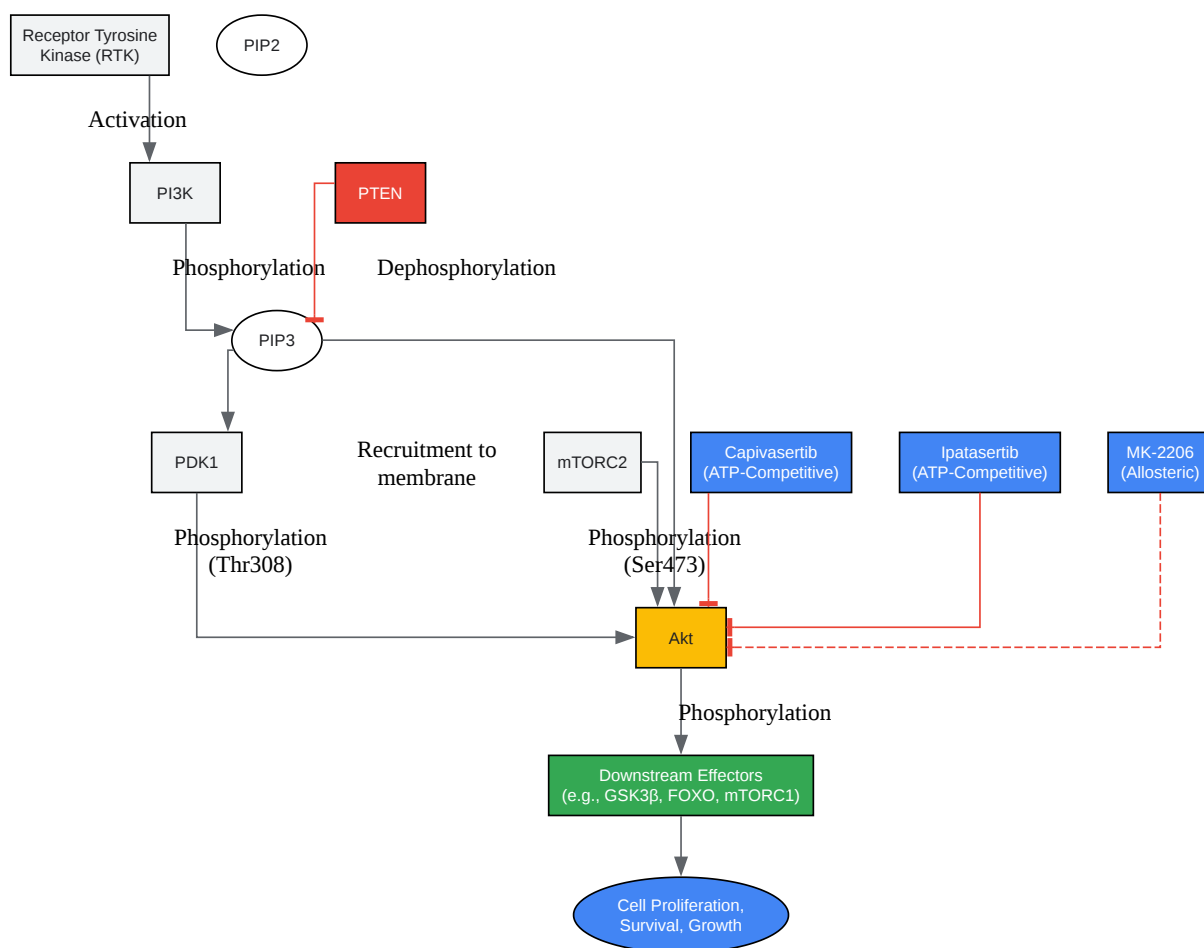 Receptor Tyrosine
Kinase (RTK)
PIP2
Activation
PI3K
PTEN
Phosphorylation
Dephosphorylation
PIP3
PDK1
Recruitment to
membrane
mTORC2
Capivasertib
(ATP-Competitive)
Ipatasertib
(ATP-Competitive)
MK-2206
(Allosteric)
Phosphorylation
(Thr308)
Phosphorylation
(Ser473)
Akt
Phosphorylation
Downstream Effectors
(e.g., GSK3β, FOXO, mTORC1)
Cell Proliferation,
Survival, Growth